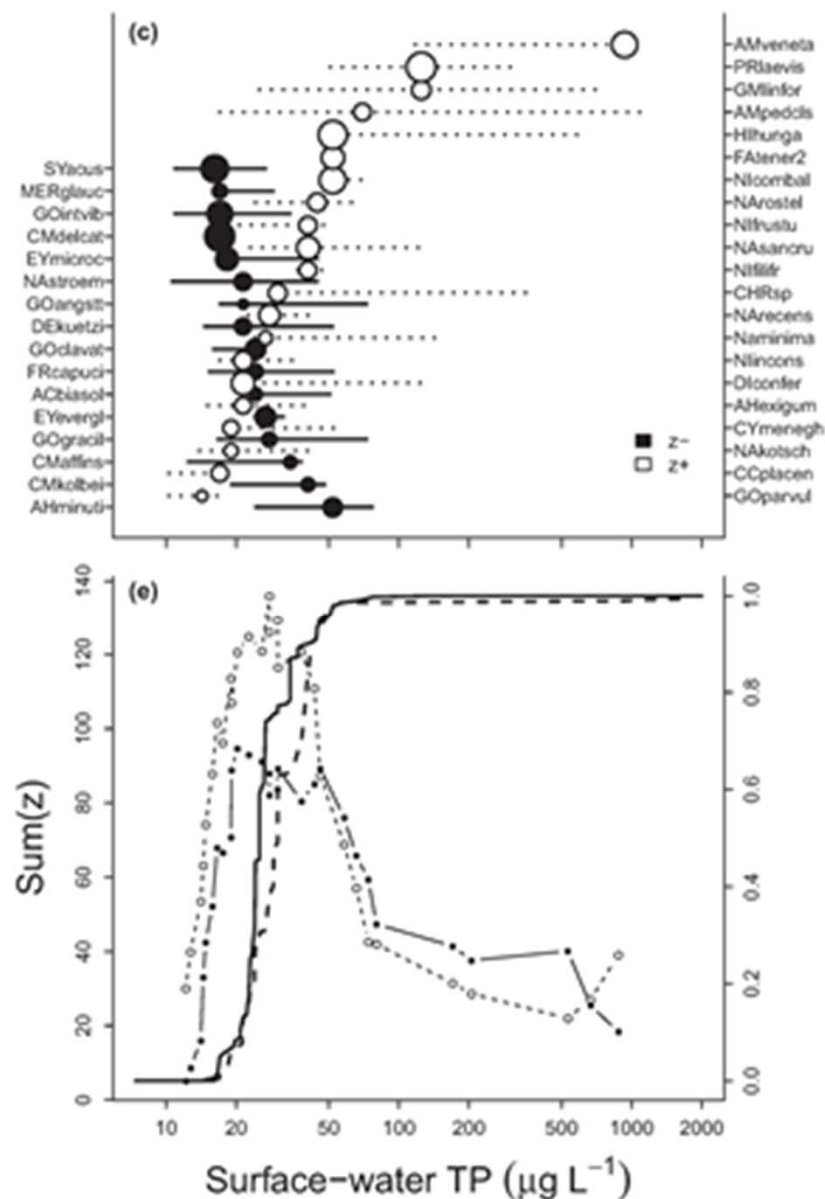 (c)
AMveneta
PRlaevis
GMinfor
AMpedcls
HIhunga
FAtener2
SYacus
NIcombal
MERglauc
NArostel
GOintvib
NIfrustu
CMdelcat
NAsancru
EYmicroc
NIfilifr
NAstroem
CHRsp
GOangstt
NArecens
DEkuetzi
Naminima
GOclavat
NIincons
FRcapuci
DIconfer
ACbiasol
AHexigum
EYevergl
CYmenegh
GOgracil
NAkotsch
CMaffins
CCplacen
CMkolbei
GOparvul
AHminuti
z-
z+
(e)
140
120
100
80
60
40
20
0
Sum(z)
1.0
0.8
0.6
0.4
0.2
0.0
10 20 50 100 200 500 1000 2000
Surface-water TP (µg L⁻¹)